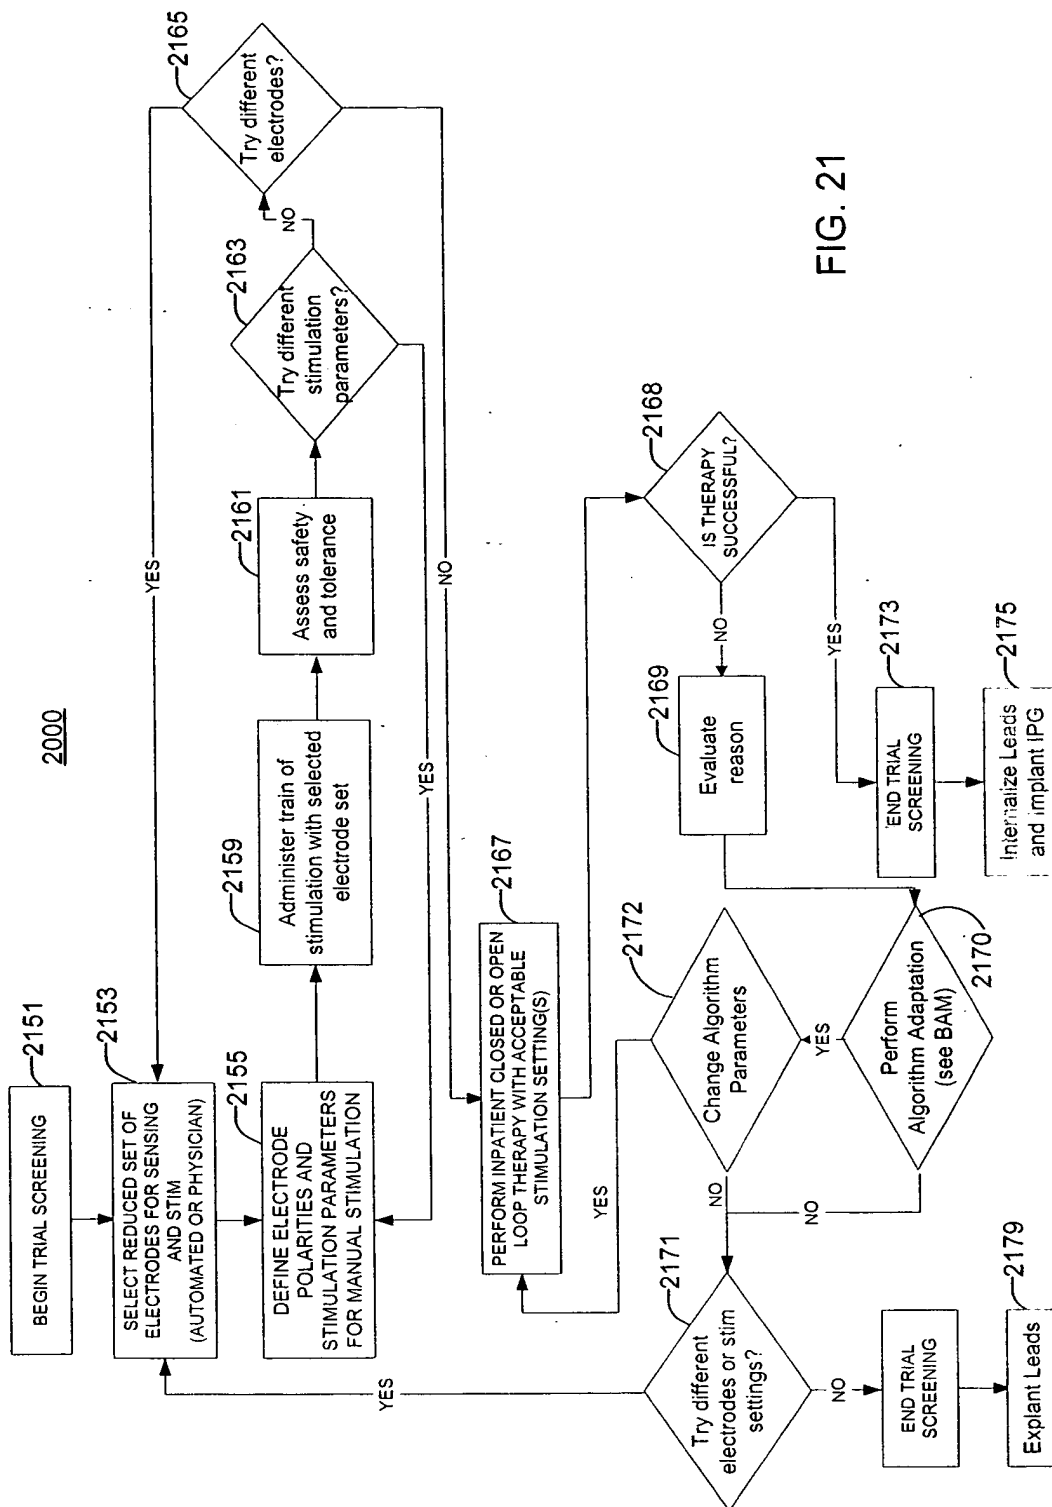 2000
BEGIN TRIAL SCREENING
2151
SELECT REDUCED SET OF
ELECTRODES FOR SENSING
AND STIM
(AUTOMATED OR PHYSICIAN)
2153
DEFINE ELECTRODE
POLARITIES AND
STIMULATION PARAMETERS
FOR MANUAL STIMULATION
2155
Administer train of
stimulation with selected
electrode set
2159
Assess safety
and tolerance
2161
Try different
stimulation
parameters?
2163
NO
YES
Try different
electrodes?
2165
YES
NO
PERFORM INPATIENT CLOSED OR OPEN
LOOP THERAPY WITH ACCEPTABLE
STIMULATION SETTING(S)
2167
IS THERAPY
SUCCESSFUL?
2168
NO
YES
Evaluate
reason
2169
Perform
Algorithm Adaptation
(see BAM)
2170
YES
NO
Change Algorithm
Parameters
2172
YES
NO
Try different
electrodes or stim
settings?
2171
YES
NO
END TRIAL
SCREENING
Explant Leads
2179
END TRIAL
SCREENING
2173
Internalize Leads
and implant IPG
2175
FIG. 21